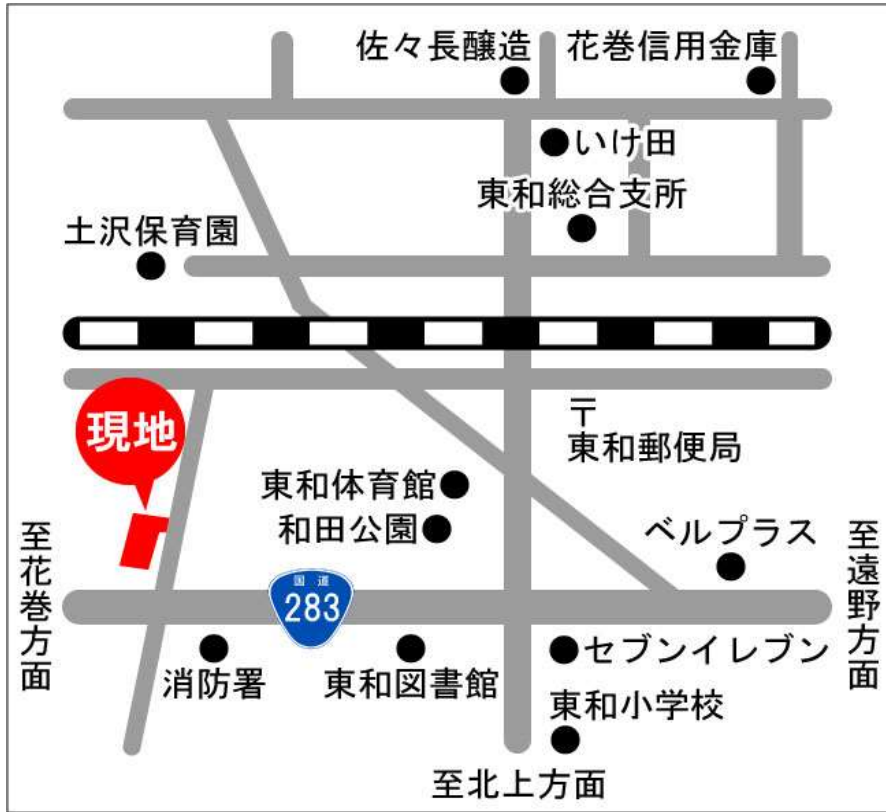 佐々長醸造
花巻信用金庫
いけ田
東和総合支所
土沢保育園
現地
〒
東和郵便局
東和体育館
和田公園
ベルプラス
至花巻方面
至遠野方面
国道
283
消防署
東和図書館
セブンイレブン
東和小学校
至北上方面